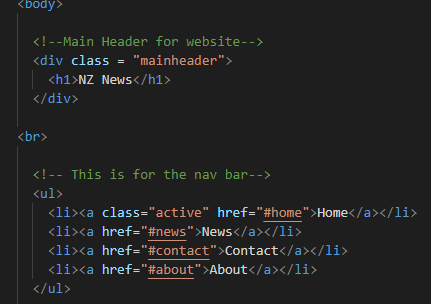 <body>
<!--Main Header for website-->
<div class = "mainheader">
<h1>NZ News</h1>
</div>
<br>
<!-- This is for the nav bar-->
<ul>
<li><a class="active" href="#home">Home</a></li>
<li><a href="#news">News</a></li>
<li><a href="#contact">Contact</a></li>
<li><a href="#about">About</a></li>
</ul>